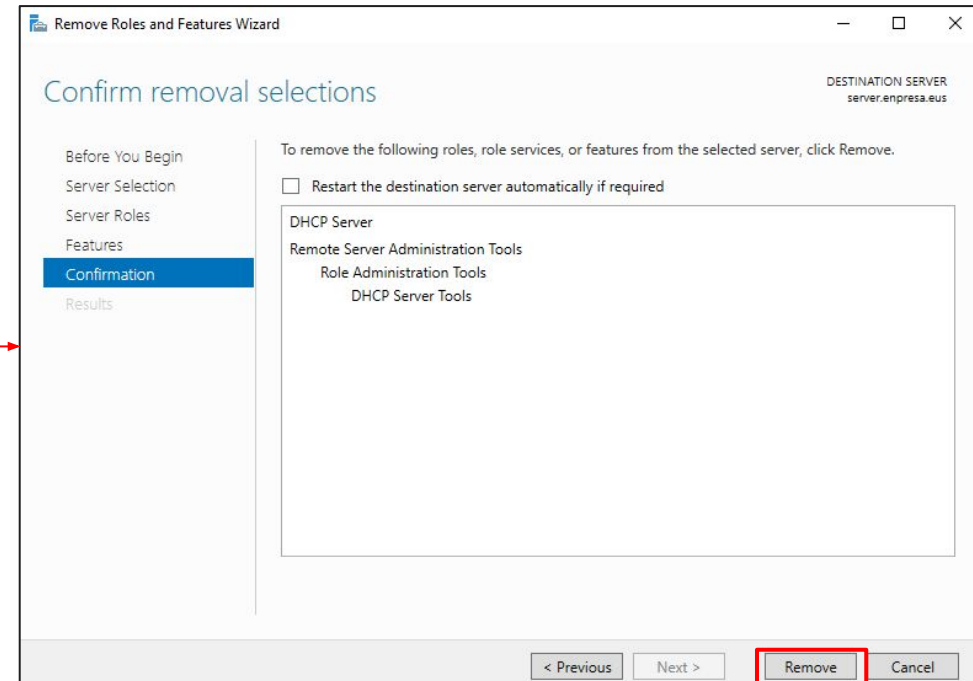 Remove Roles and Features Wizard
Confirm removal selections
DESTINATION SERVER
server.enpresa.eus
Before You Begin
Server Selection
Server Roles
Features
Confirmation
Results
To remove the following roles, role services, or features from the selected server, click Remove.
Restart the destination server automatically if required
DHCP Server
Remote Server Administration Tools
Role Administration Tools
DHCP Server Tools
< Previous
Next >
Remove
Cancel